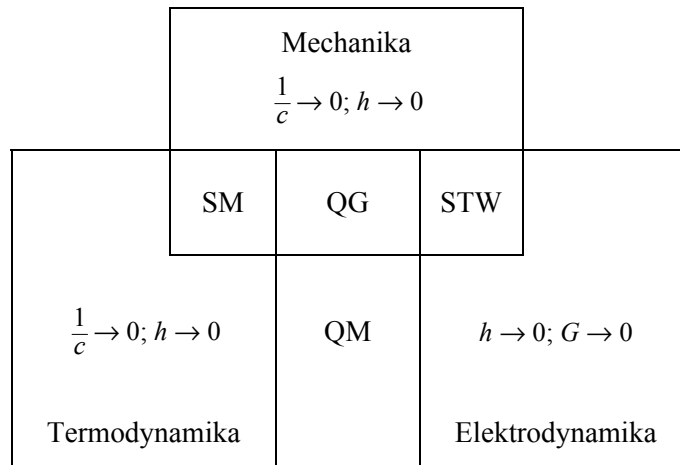 Mechanika
1/c → 0; h → 0
SM QG STW
1/c → 0; h → 0 QM h → 0; G → 0
Termodynamika Elektrodynamika